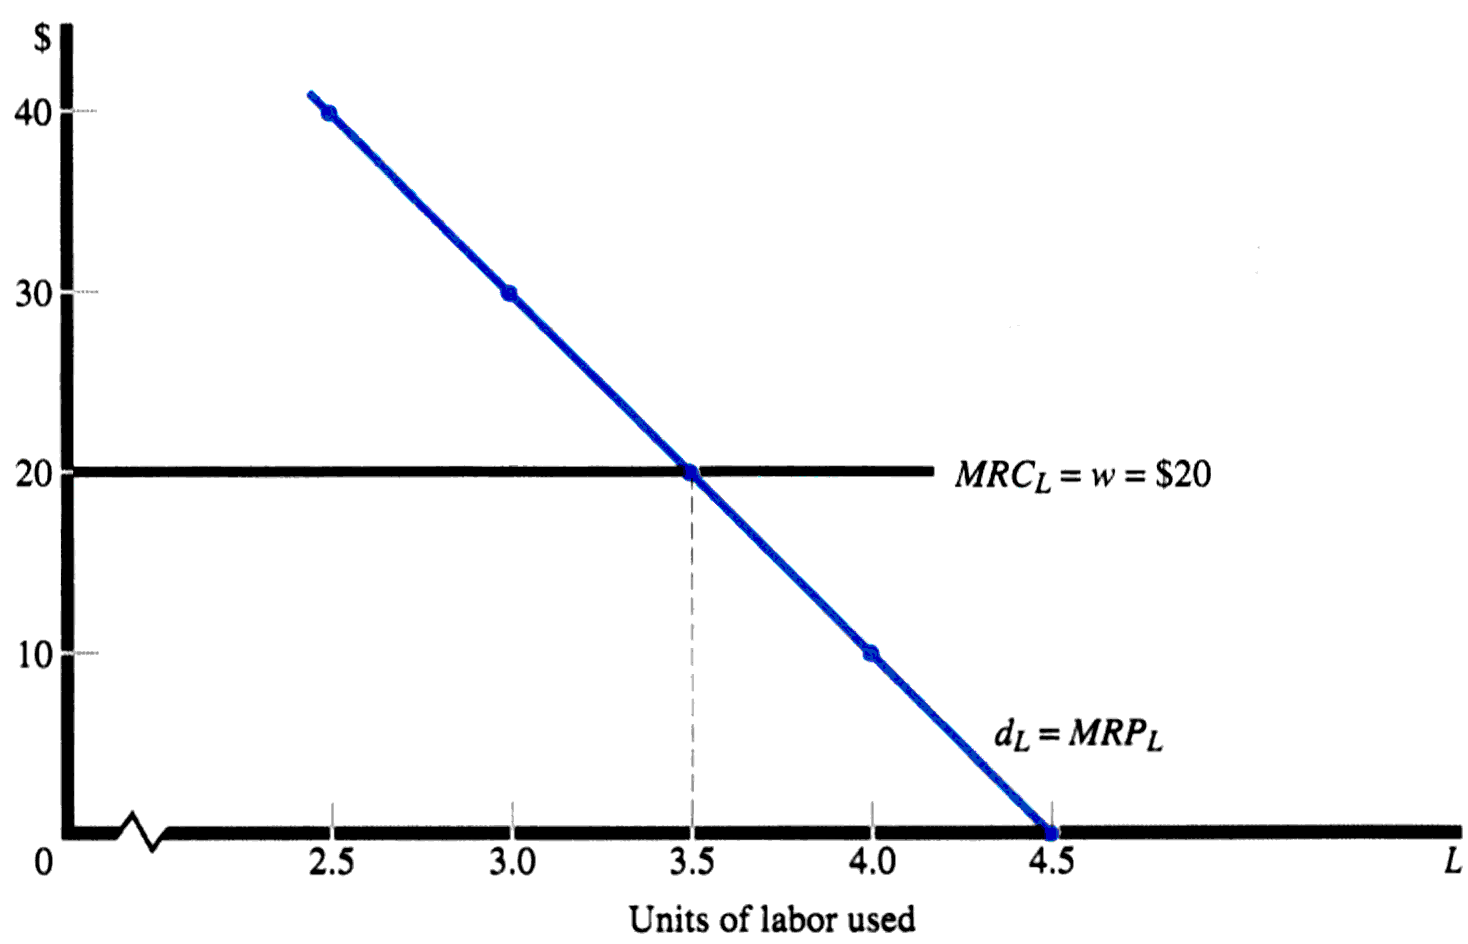 $
40
30
20
MRC_L = w = $20
10
d_L = MRP_L
0
2.5 3.0 3.5 4.0 4.5 L
Units of labor used